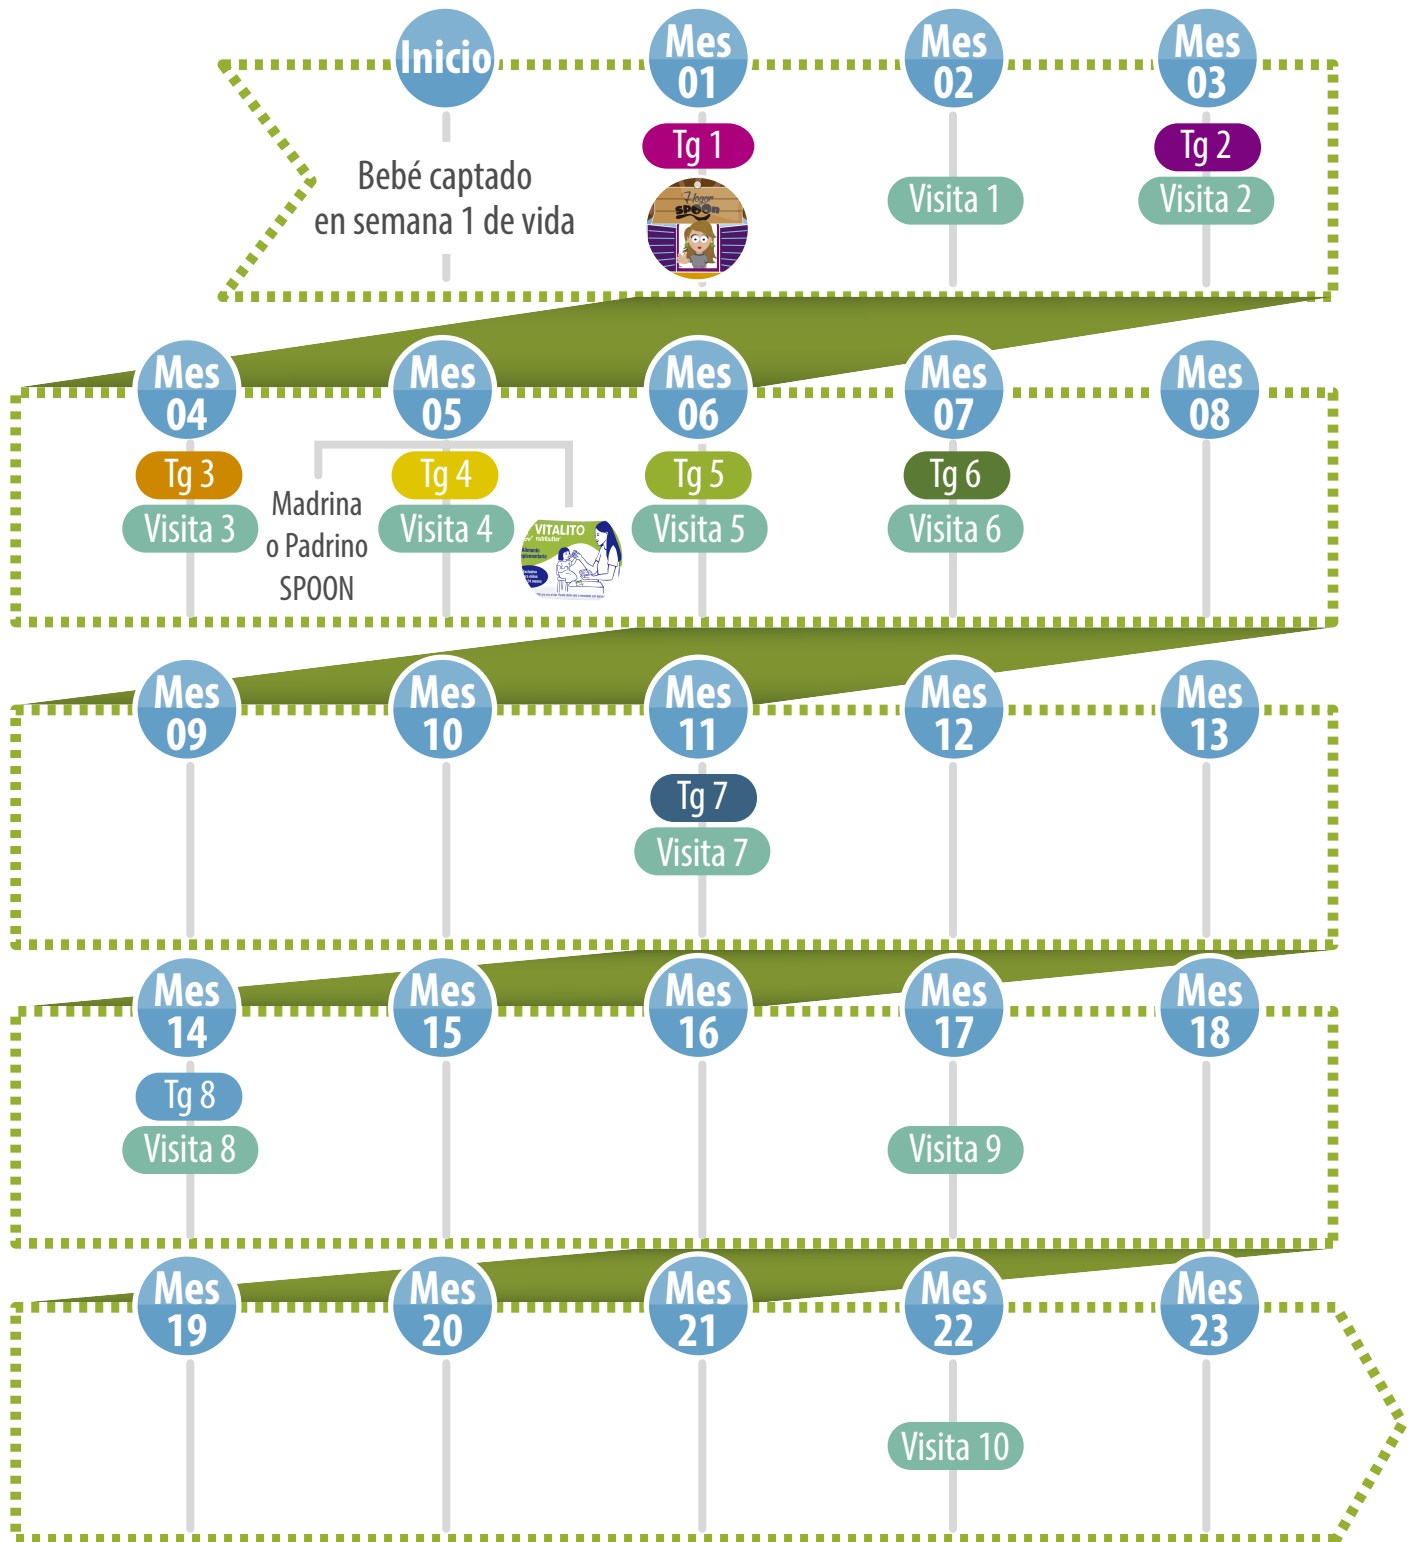 Inicio
Mes
01
Mes
02
Mes
03
Bebé captado
en semana 1 de vida
Tg 1
Hogar
SPOON
Visita 1
Tg 2
Visita 2
Mes
04
Mes
05
Mes
06
Mes
07
Mes
08
Tg 3
Visita 3
Madrina
o Padrino
SPOON
Tg 4
Visita 4
VITALITO
nutributter
Alimento
Tg 5
Visita 5
Tg 6
Visita 6
Mes
09
Mes
10
Mes
11
Mes
12
Mes
13
Tg 7
Visita 7
Mes
14
Mes
15
Mes
16
Mes
17
Mes
18
Tg 8
Visita 8
Visita 9
Mes
19
Mes
20
Mes
21
Mes
22
Mes
23
Visita 10